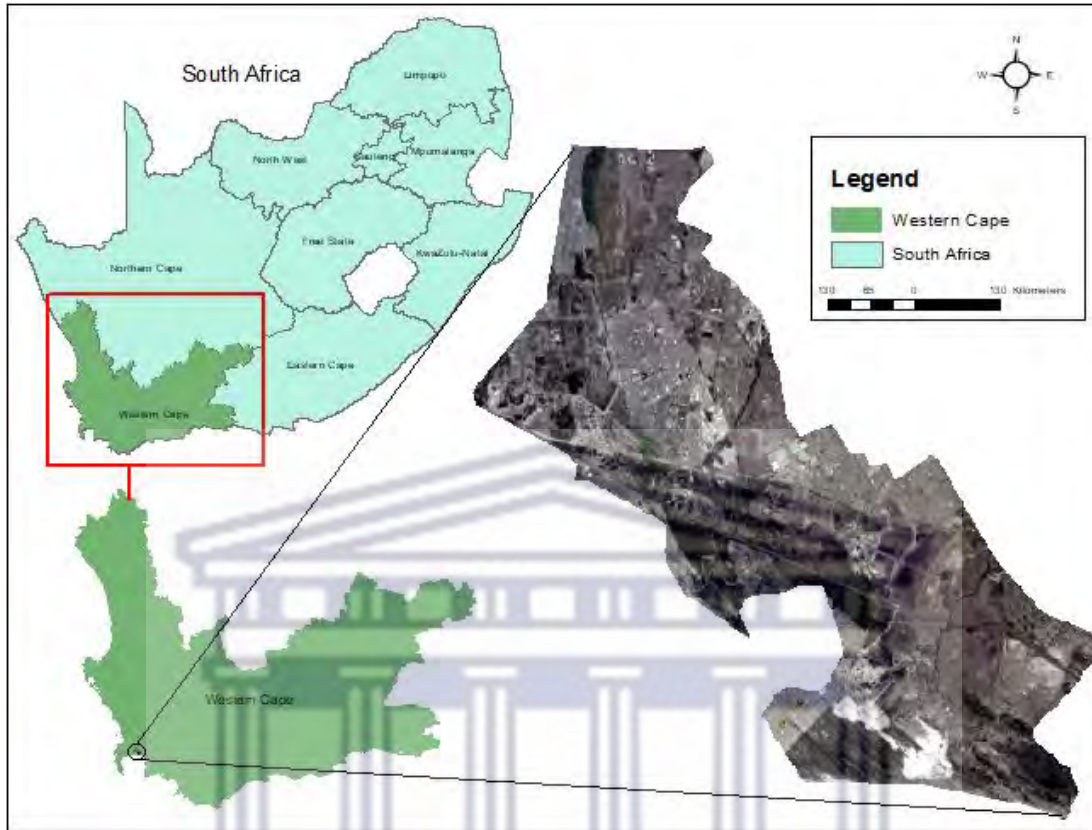 South Africa
Limpopo
North West
Gauteng
Mpumalanga
Free State
KwaZulu-Natal
Northern Cape
Eastern Cape
Western Cape
Western Cape
N
W
E
S
Legend
Western Cape
South Africa
130 65 0 130 Kilometers